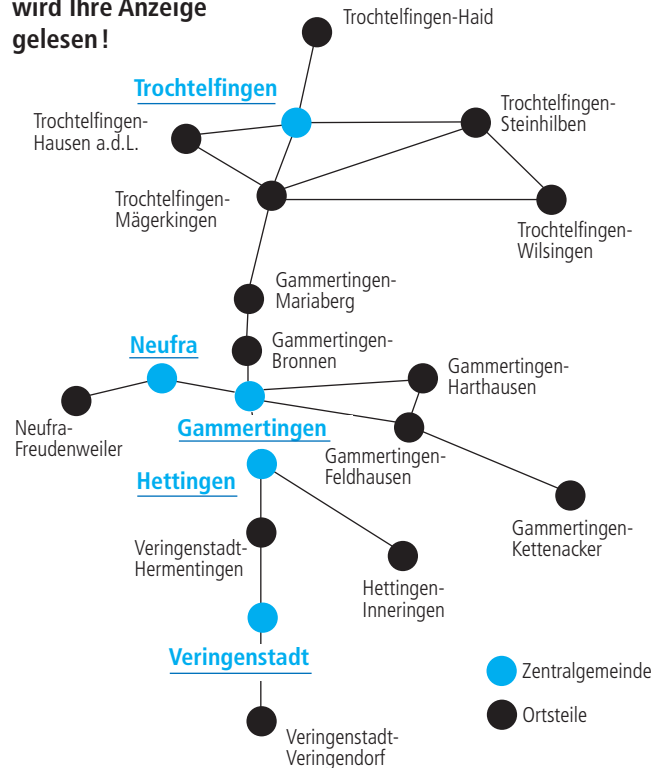 wird Ihre Anzeige
gelesen !
Trochtelfingen-Haid
Trochtelfingen
Trochtelfingen-
Steinhilben
Trochtelfingen-
Hausen a.d.L.
Trochtelfingen-
Mägerkingen
Trochtelfingen-
Wilsingen
Gammertingen-
Mariaberg
Neufra
Gammertingen-
Bronnen
Gammertingen-
Harthausen
Neufra-
Freudenweiler
Gammertingen
Gammertingen-
Feldhausen
Hettingen
Gammertingen-
Kettenacker
Veringenstadt-
Hermentingen
Hettingen-
Inneringen
Veringenstadt
Zentralgemeinde
Ortsteile
Veringenstadt-
Veringendorf